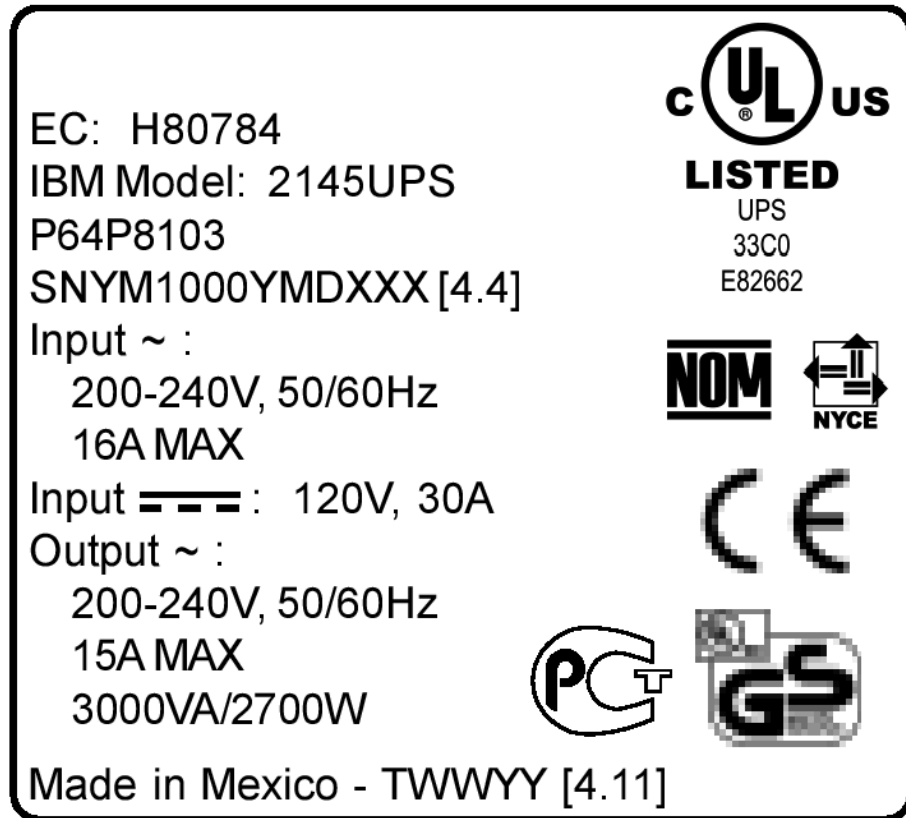 EC: H80784
IBM Model: 2145UPS
P64P8103
SNYM1000YMDXXX [4.4]
Input ~ :
200-240V, 50/60Hz
16A MAX
Input ⎓ : 120V, 30A
Output ~ :
200-240V, 50/60Hz
15A MAX
3000VA/2700W
Made in Mexico - TWWYY [4.11]
C UL ® US
LISTED
UPS
33C0
E82662
NOM
NYCE
CE
PCT
GS